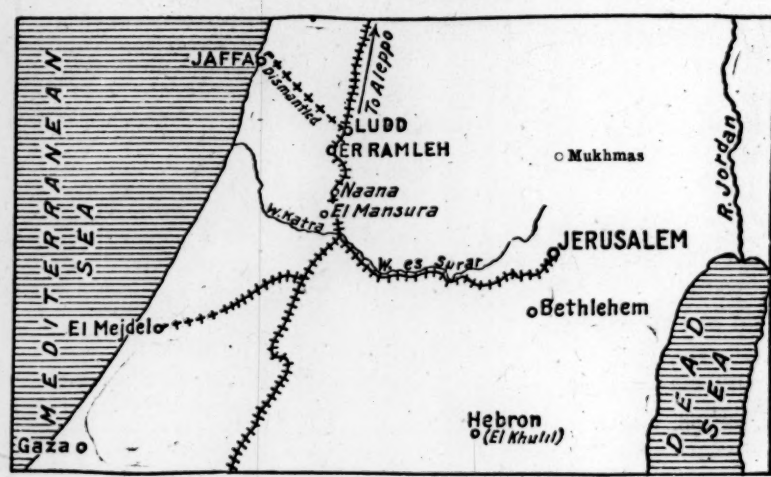 MEDITERRANEAN
SEA
JAFFA
Dismantled
To Aleppo
LUDD
ER RAMLEH
Mukhmas
R. Jordan
Naana
El Mansura
W. Katra
W. es Surar
JERUSALEM
El Mejdel
Bethlehem
DEAD
SEA
Hebron
(El Khulil)
Gaza